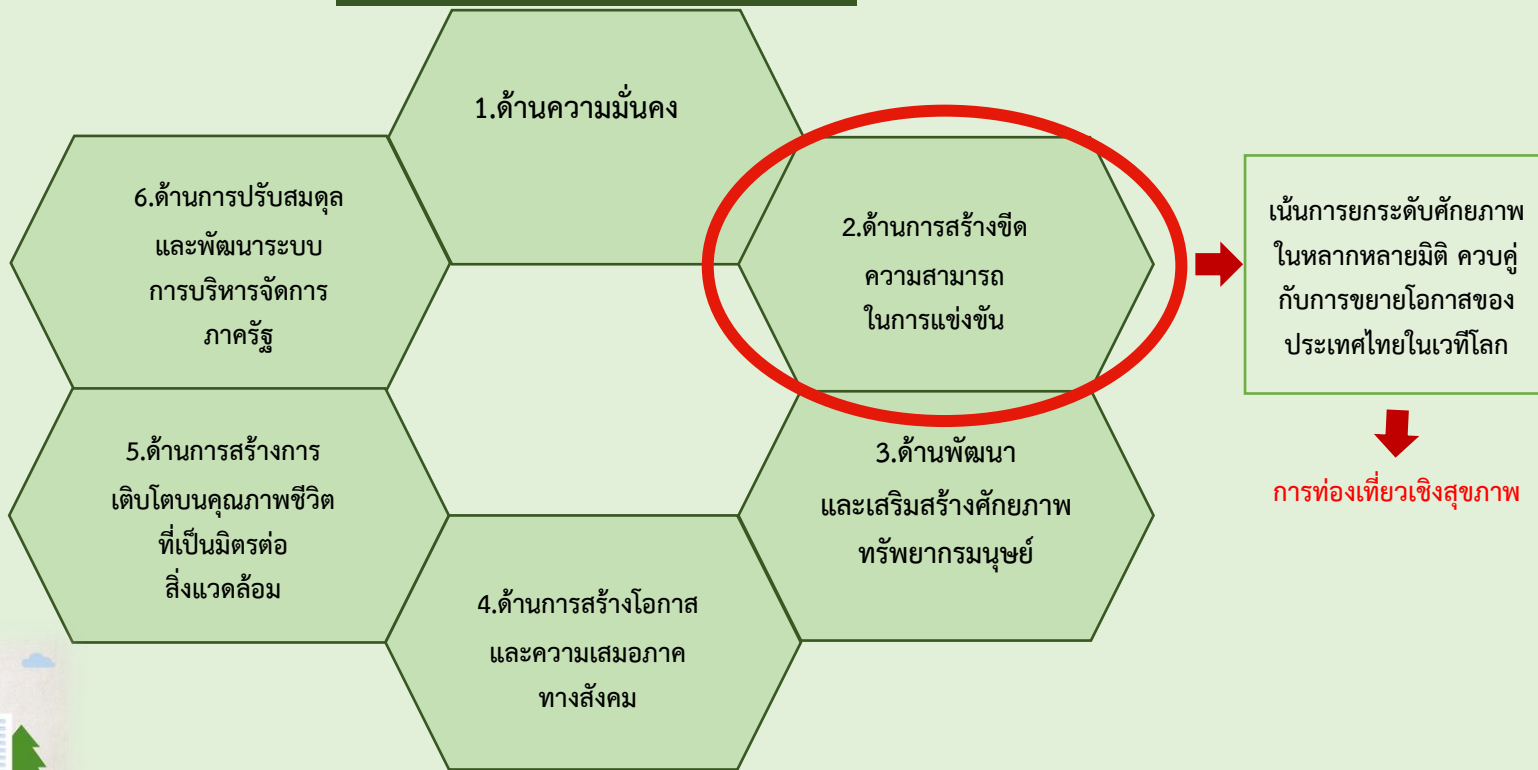 1.ด้านความมั่นคง
2.ด้านการสร้างขีด
ความสามารถ
ในการแข่งขัน
เน้นการยกระดับศักยภาพ
ในหลากหลายมิติ ควบคู่
กับการขยายโอกาสของ
ประเทศไทยในเวทีโลก
การท่องเที่ยวเชิงสุขภาพ
3.ด้านพัฒนา
และเสริมสร้างศักยภาพ
ทรัพยากรมนุษย์
4.ด้านการสร้างโอกาส
และความเสมอภาค
ทางสังคม
5.ด้านการสร้างการ
เติบโตบนคุณภาพชีวิต
ที่เป็นมิตรต่อ
สิ่งแวดล้อม
6.ด้านการปรับสมดุล
และพัฒนาระบบ
การบริหารจัดการ
ภาครัฐ